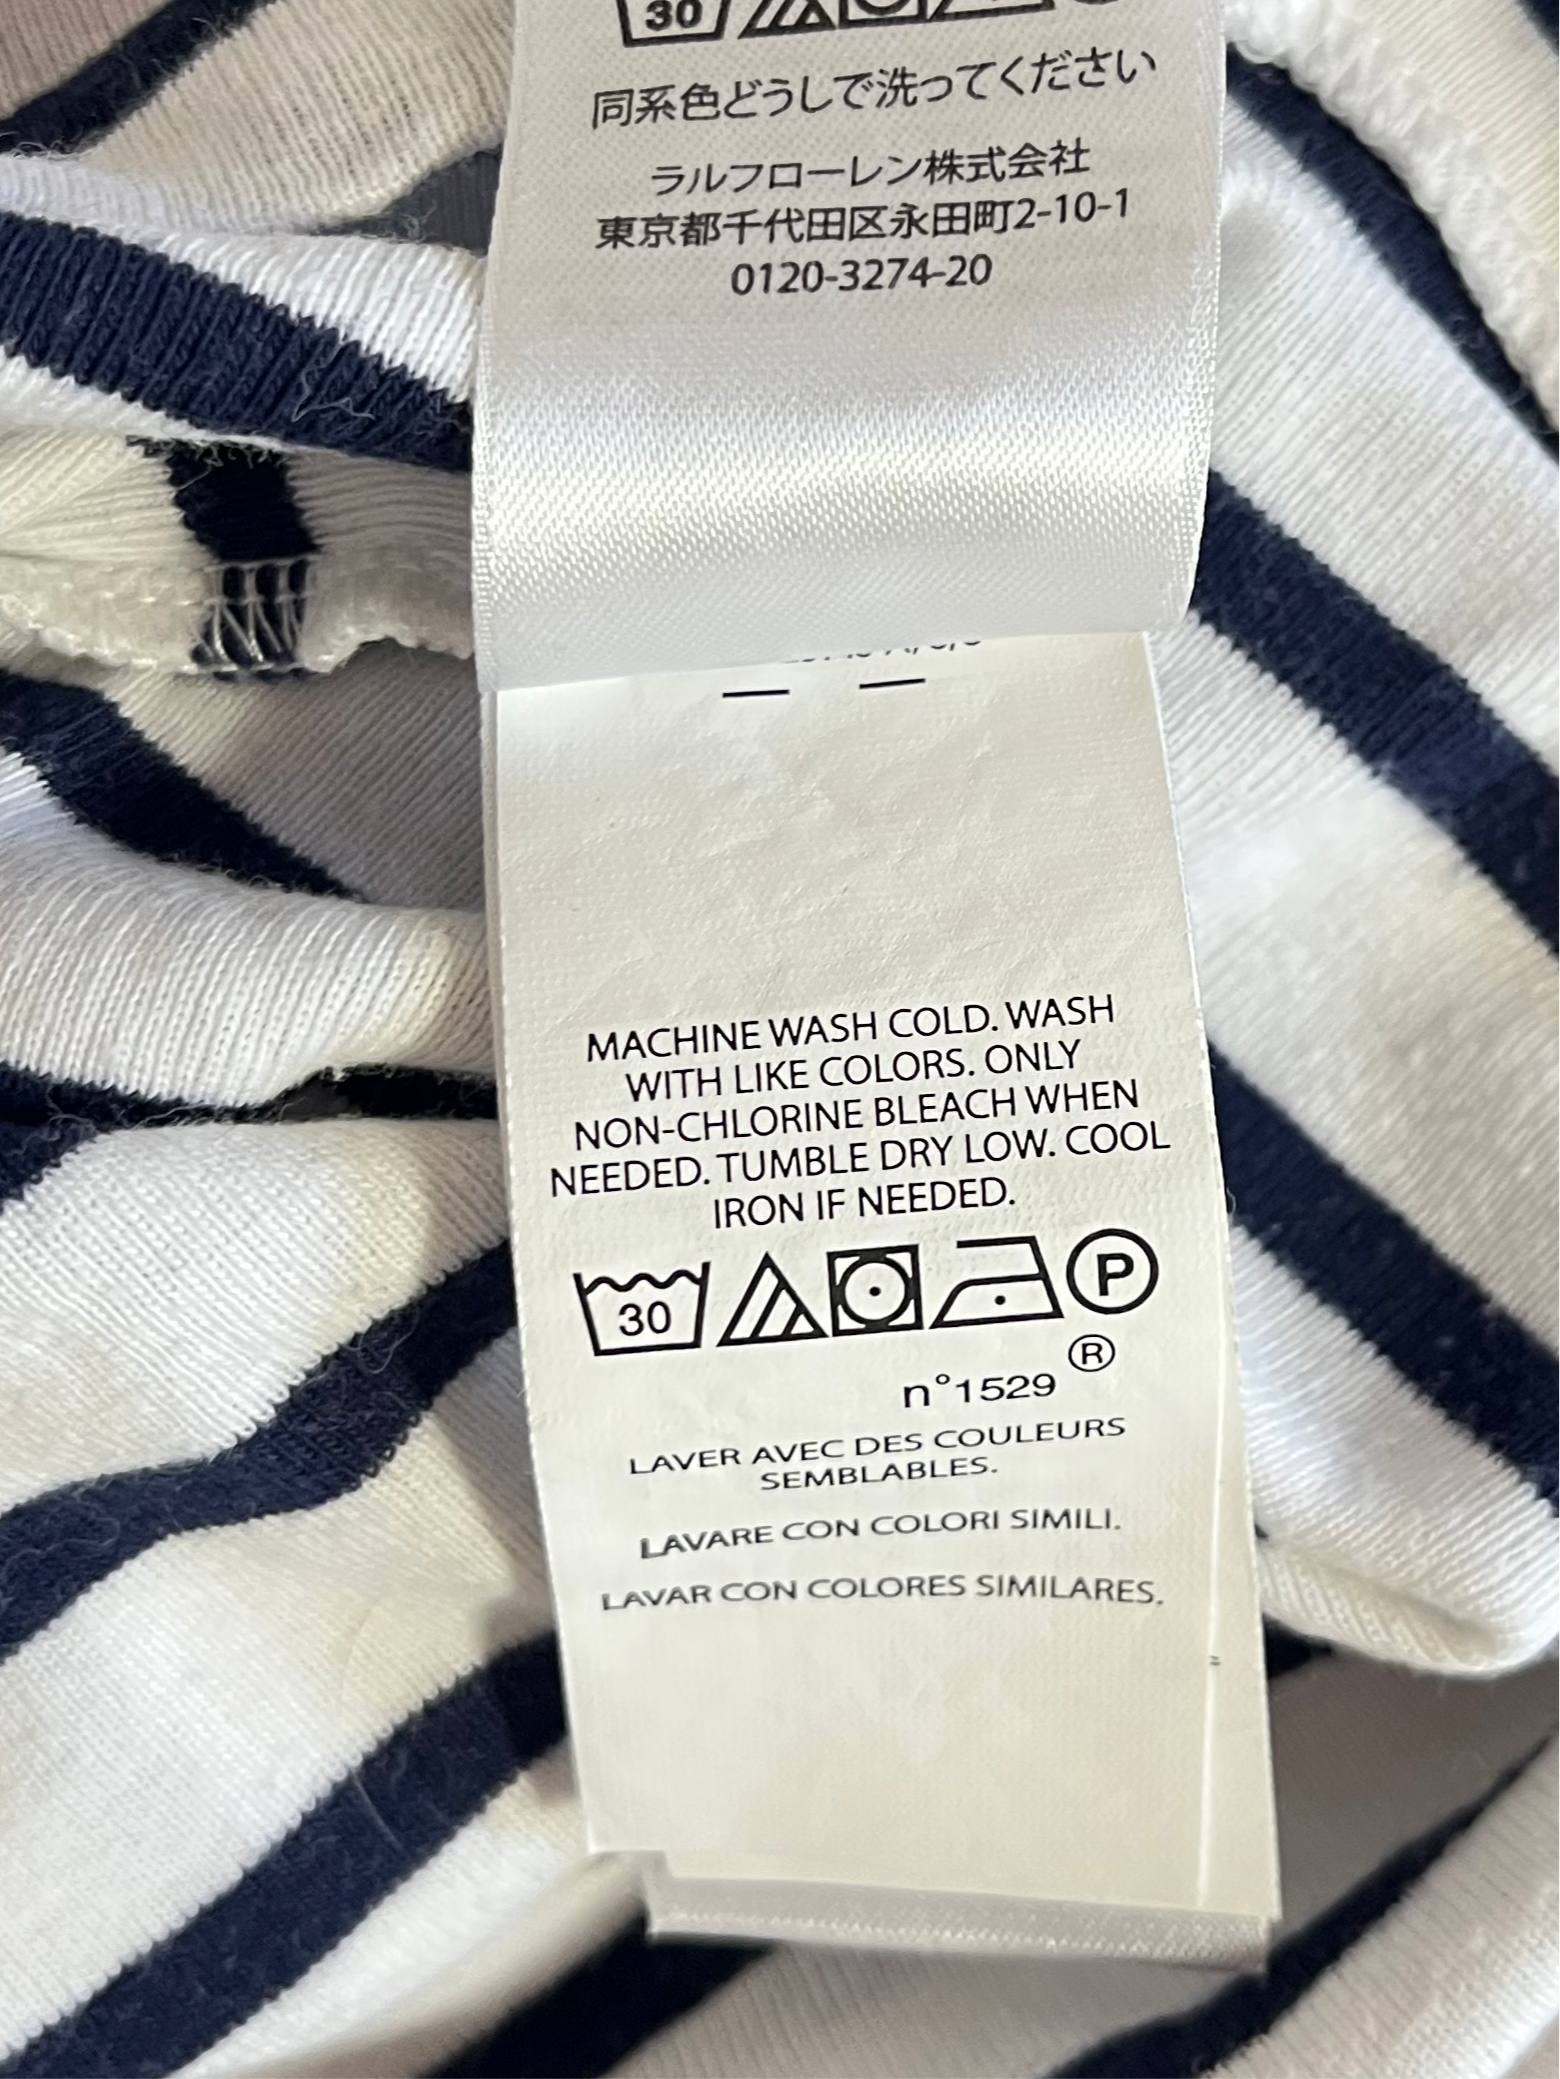 30
同系色どうしで洗ってください
ラルフローレン株式会社
東京都千代田区永田町2-10-1
0120-3274-20
MACHINE WASH COLD. WASH
WITH LIKE COLORS. ONLY
NON-CHLORINE BLEACH WHEN
NEEDED. TUMBLE DRY LOW. COOL
IRON IF NEEDED.
30 P
®
n°1529
LAVER AVEC DES COULEURS
SEMBLABLES.
LAVARE CON COLORI SIMILI.
LAVAR CON COLORES SIMILARES.